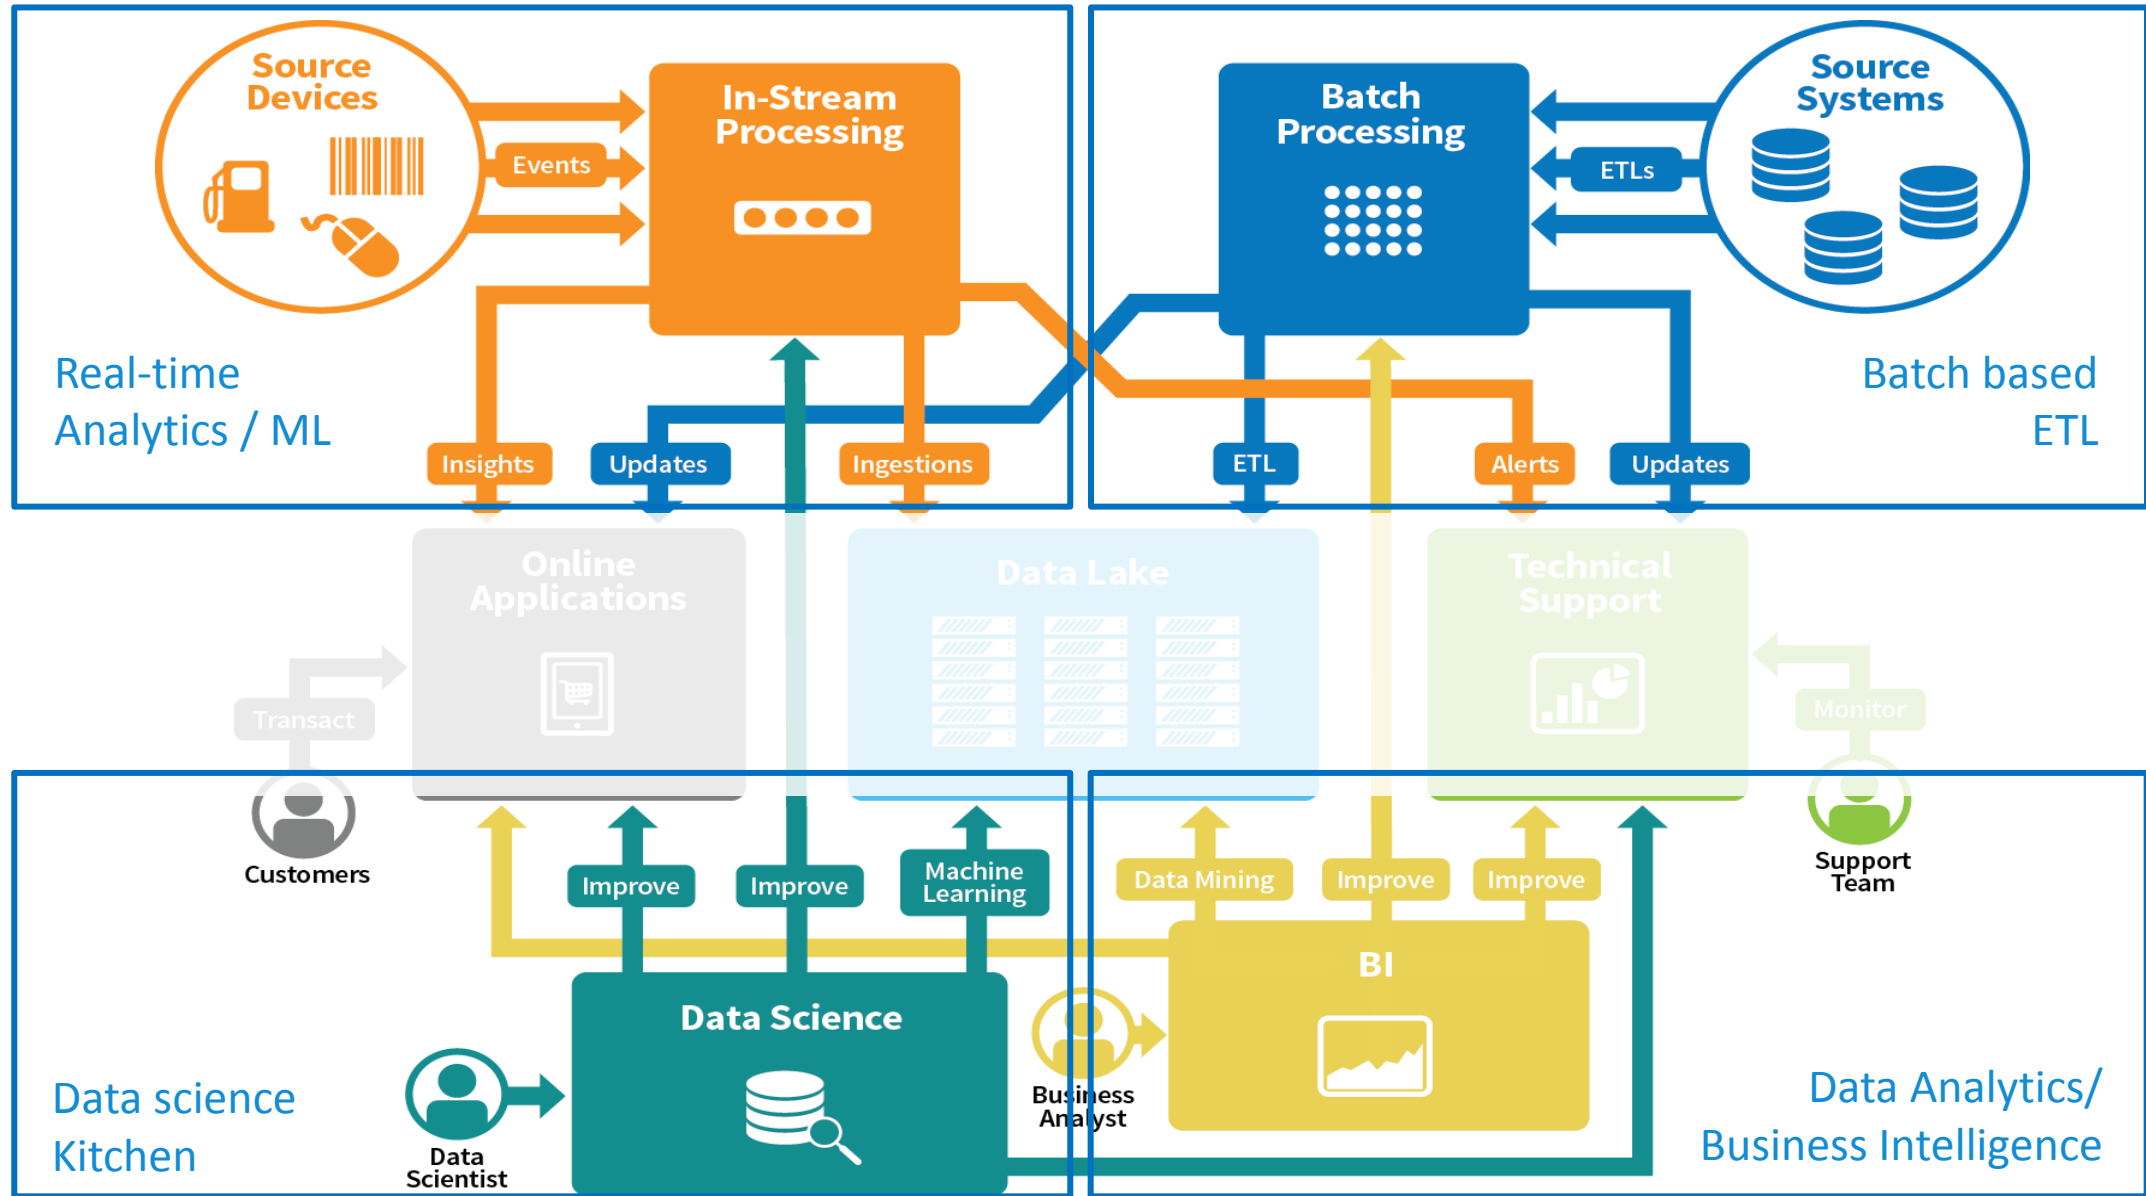 Source
Devices
Events
In-Stream
Processing
Batch
Processing
ETLs
Source
Systems
Real-time
Analytics / ML
Batch based
ETL
Insights
Updates
Ingestions
ETL
Alerts
Updates
Online
Applications
Data Lake
Technical
Support
Transact
Monitor
Customers
Support
Team
Improve
Improve
Machine
Learning
Data Mining
Improve
Improve
Data Science
BI
Data
Scientist
Business
Analyst
Data science
Kitchen
Data Analytics/
Business Intelligence